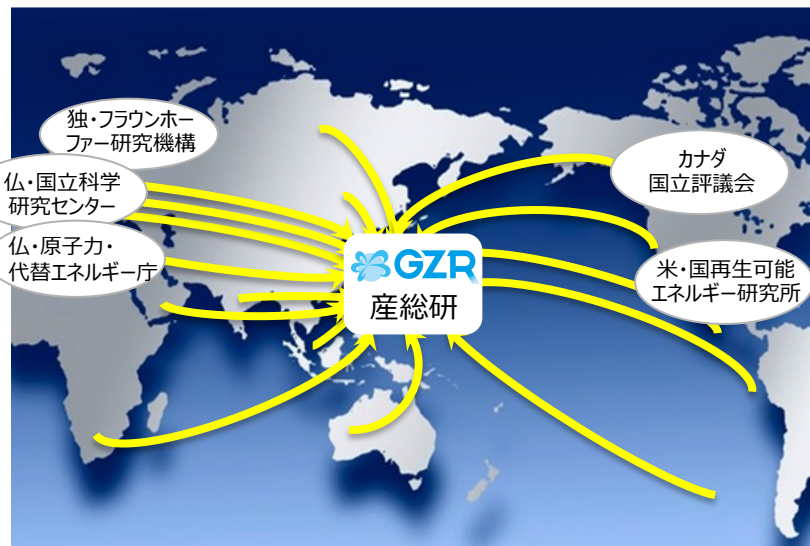 独・フラウンホー
ファー研究機構
仏・国立科学
研究センター
仏・原子力・
代替エネルギー庁
GZR
産総研
カナダ
国立評議会
米・国再生可能
エネルギー研究所